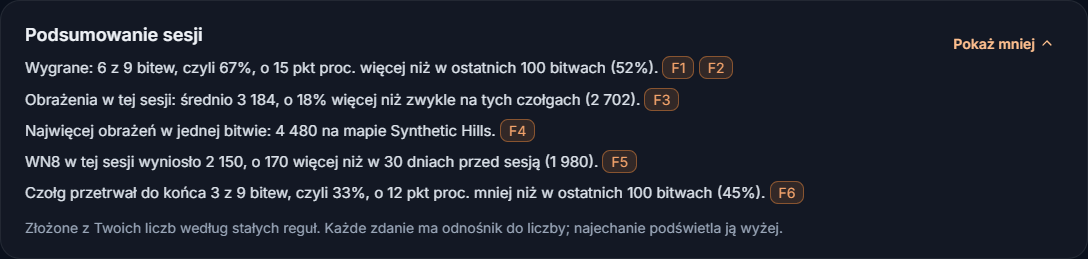 Podsumowanie sesji
Pokaż mniej
Wygrane: 6 z 9 bitew, czyli 67%, o 15 pkt proc. więcej niż w ostatnich 100 bitwach (52%). F1 F2
Obrażenia w tej sesji: średnio 3 184, o 18% więcej niż zwykle na tych czołgach (2 702). F3
Najwięcej obrażeń w jednej bitwie: 4 480 na mapie Synthetic Hills. F4
WN8 w tej sesji wyniosło 2 150, o 170 więcej niż w 30 dniach przed sesją (1 980). F5
Czołg przetrwał do końca 3 z 9 bitew, czyli 33%, o 12 pkt proc. mniej niż w ostatnich 100 bitwach (45%). F6
Złożone z Twoich liczb według stałych reguł. Każde zdanie ma odnośnik do liczby; najechanie podświetla ją wyżej.